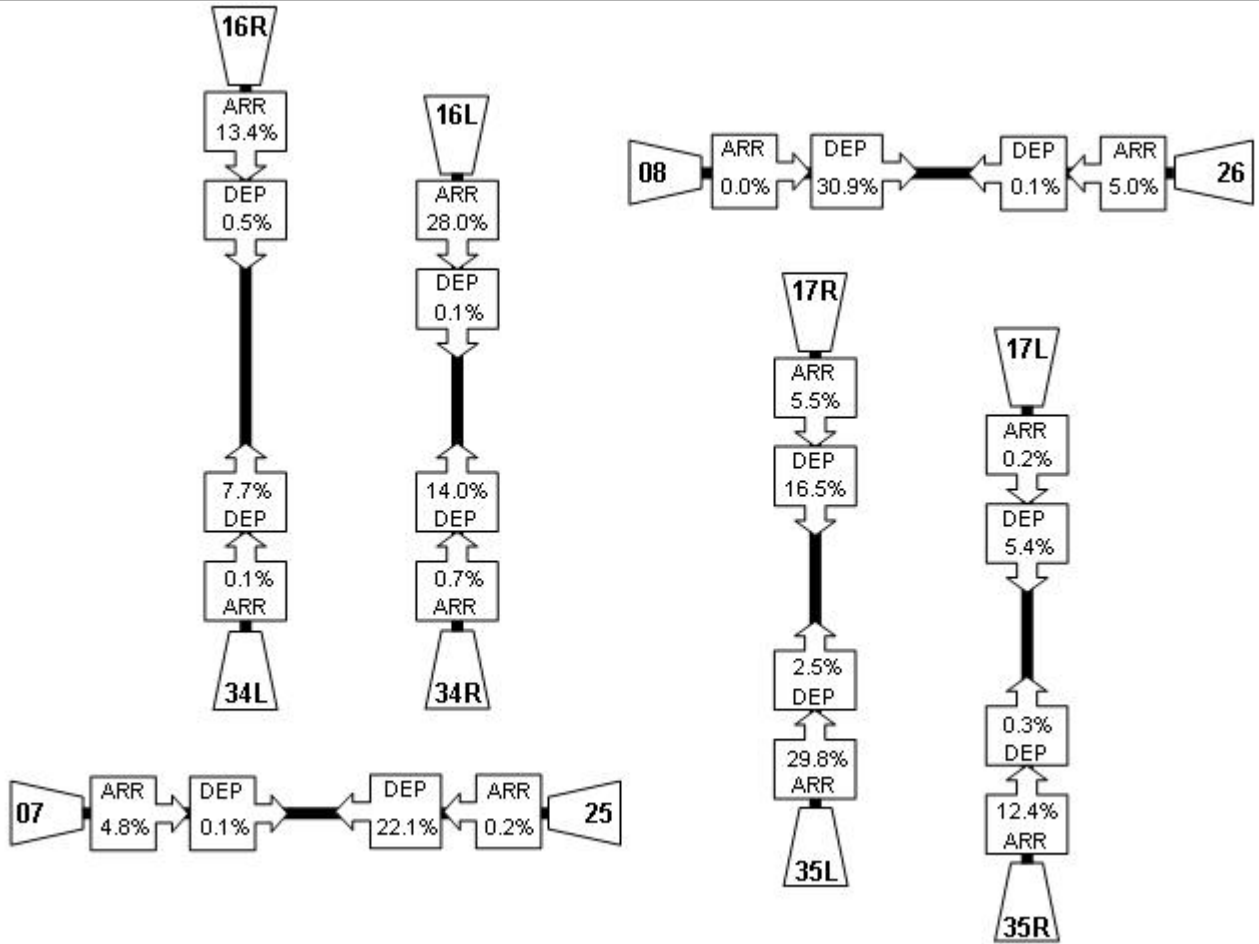 16R
ARR
13.4%
DEP
0.5%
7.7%
DEP
0.1%
ARR
34L
16L
ARR
28.0%
DEP
0.1%
14.0%
DEP
0.7%
ARR
34R
08
ARR
0.0%
DEP
30.9%
DEP
0.1%
ARR
5.0%
26
17R
ARR
5.5%
DEP
16.5%
2.5%
DEP
29.8%
ARR
35L
17L
ARR
0.2%
DEP
5.4%
0.3%
DEP
12.4%
ARR
35R
07
ARR
4.8%
DEP
0.1%
DEP
22.1%
ARR
0.2%
25